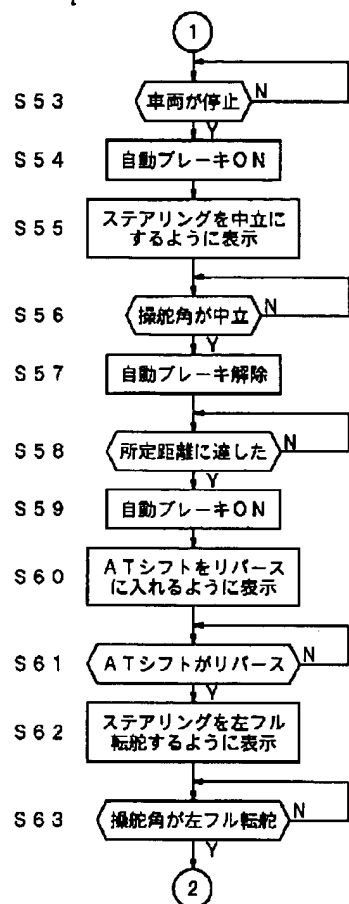 1
S53 車両が停止 N
Y
S54 自動ブレーキON
S55 ステアリングを中立に
するように表示
S56 操舵角が中立 N
Y
S57 自動ブレーキ解除
S58 所定距離に達した N
Y
S59 自動ブレーキON
S60 ATシフトをリバース
に入れるように表示
S61 ATシフトがリバース N
Y
S62 ステアリングを左フル
転舵するように表示
S63 操舵角が左フル転舵 N
Y
2